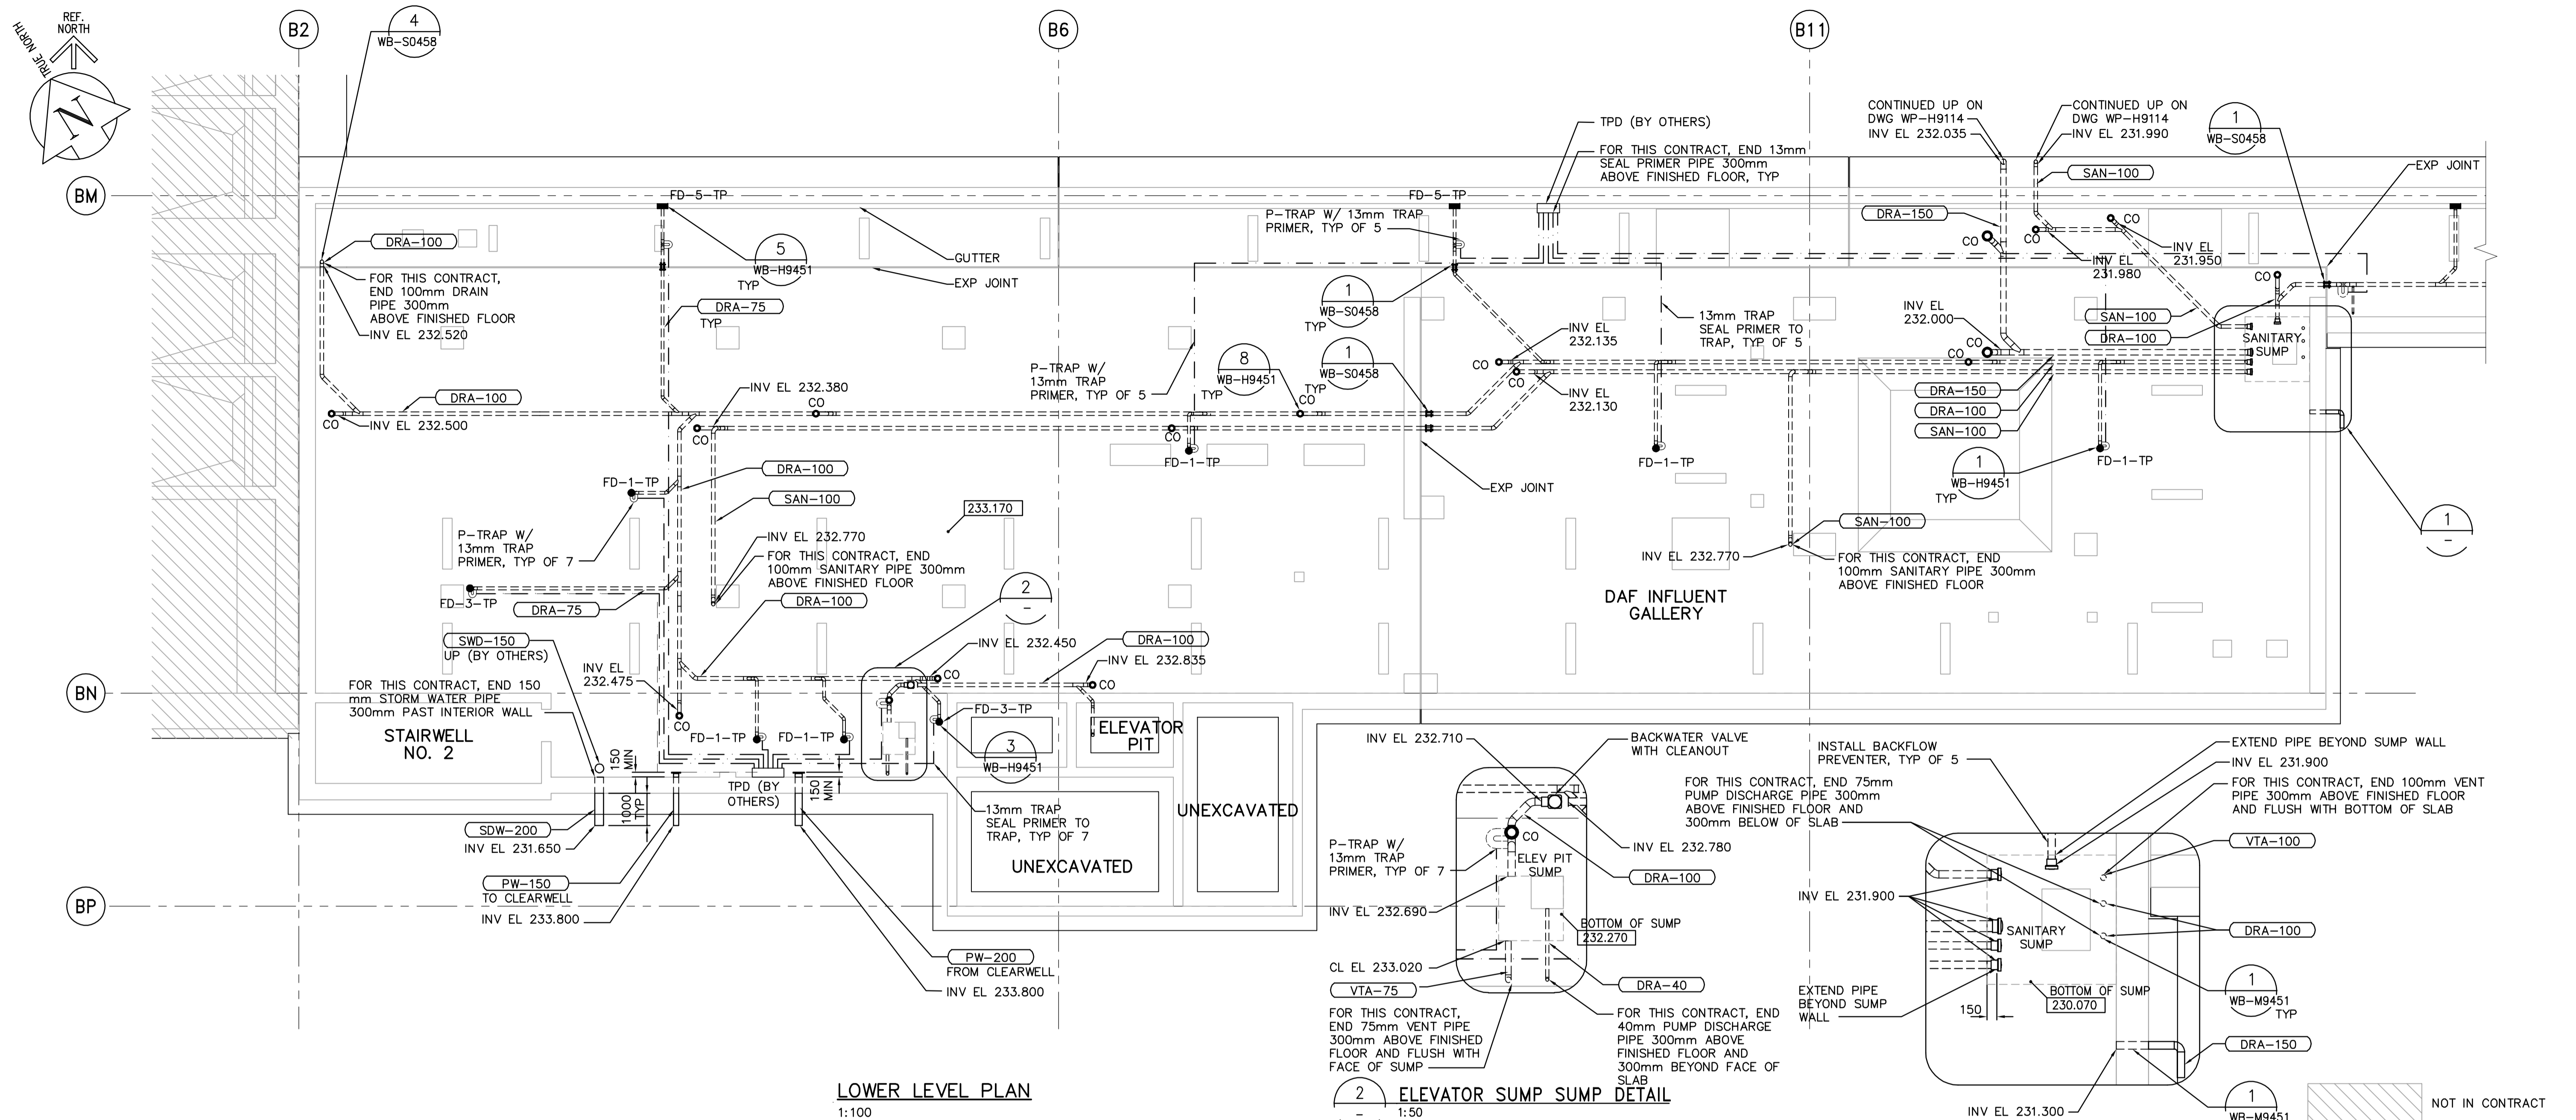 REF.
NORTH
TRUE NORTH
N
4
WB-S0458
B2
B6
B11
BM
BN
BP
CONTINUED UP ON
DWG WP-H9114
INV EL 232.035
CONTINUED UP ON
DWG WP-H9114
INV EL 231.990
1
WB-S0458
EXP JOINT
SAN-100
DRA-150
CO
CO
CO
INV EL
231.950
INV EL
231.980
CO
TPD (BY OTHERS)
FOR THIS CONTRACT, END 13mm
SEAL PRIMER PIPE 300mm
ABOVE FINISHED FLOOR, TYP
FD-5-TP
FD-5-TP
P-TRAP W/ 13mm TRAP
PRIMER, TYP OF 5
DRA-100
FOR THIS CONTRACT,
END 100mm DRAIN
PIPE 300mm
ABOVE FINISHED FLOOR
INV EL 232.520
5
WB-H9451
TYP
GUTTER
EXP JOINT
DRA-75
TYP
1
WB-S0458
TYP
1
WB-S0458
TYP
8
WB-H9451
TYP
CO
13mm TRAP
SEAL PRIMER TO
TRAP, TYP OF 5
INV EL
232.135
INV EL
232.130
CO
CO
INV EL
232.000
CO
CO
SAN-100
DRA-100
SANITARY
SUMP
DRA-150
DRA-100
SAN-100
P-TRAP W/
13mm TRAP
PRIMER, TYP OF 5
DRA-100
CO
INV EL 232.500
INV EL 232.380
CO
CO
CO
FD-1-TP
FD-1-TP
FD-1-TP
1
WB-H9451
TYP
1
-
EXP JOINT
DRA-100
SAN-100
FD-1-TP
233.170
P-TRAP W/
13mm TRAP
PRIMER, TYP OF 7
INV EL 232.770
FOR THIS CONTRACT, END
100mm SANITARY PIPE 300mm
ABOVE FINISHED FLOOR
DRA-100
FD-3-TP
DRA-75
SAN-100
INV EL 232.770
FOR THIS CONTRACT, END
100mm SANITARY PIPE 300mm
ABOVE FINISHED FLOOR
DAF INFLUENT
GALLERY
2
-
SWD-150
UP (BY OTHERS)
INV EL
232.475
FOR THIS CONTRACT, END 150
mm STORM WATER PIPE
300mm PAST INTERIOR WALL
STAIRWELL
NO. 2
INV EL 232.450
DRA-100
INV EL 232.835
CO
CO
CO
FD-1-TP
FD-1-TP
FD-3-TP
3
WB-H9451
ELEVATOR
PIT
150
MIN
1000
TYP
TPD (BY
OTHERS)
150
MIN
13mm TRAP
SEAL PRIMER TO
TRAP, TYP OF 7
UNEXCAVATED
UNEXCAVATED
SDW-200
INV EL 231.650
PW-150
TO CLEARWELL
INV EL 233.800
PW-200
FROM CLEARWELL
INV EL 233.800
INV EL 232.710
BACKWATER VALVE
WITH CLEANOUT
CO
P-TRAP W/
13mm TRAP
PRIMER, TYP OF 7
ELEV PIT
SUMP
INV EL 232.780
DRA-100
INV EL 232.690
BOTTOM OF SUMP
232.270
CL EL 233.020
VTA-75
DRA-40
FOR THIS CONTRACT,
END 75mm VENT PIPE
300mm ABOVE FINISHED
FLOOR AND FLUSH WITH
FACE OF SUMP
FOR THIS CONTRACT, END
40mm PUMP DISCHARGE
PIPE 300mm ABOVE
FINISHED FLOOR AND
300mm BEYOND FACE OF
SLAB
INSTALL BACKFLOW
PREVENTER, TYP OF 5
FOR THIS CONTRACT, END 75mm
PUMP DISCHARGE PIPE 300mm
ABOVE FINISHED FLOOR AND
300mm BELOW OF SLAB
EXTEND PIPE BEYOND SUMP WALL
INV EL 231.900
FOR THIS CONTRACT, END 100mm VENT
PIPE 300mm ABOVE FINISHED FLOOR
AND FLUSH WITH BOTTOM OF SLAB
VTA-100
INV EL 231.900
SANITARY
SUMP
DRA-100
EXTEND PIPE
BEYOND SUMP
WALL
150
BOTTOM OF SUMP
230.070
1
WB-M9451
TYP
DRA-150
INV EL 231.300
1
WB-M9451
NOT IN CONTRACT
LOWER LEVEL PLAN
1:100
2
-
ELEVATOR SUMP SUMP DETAIL
1:50